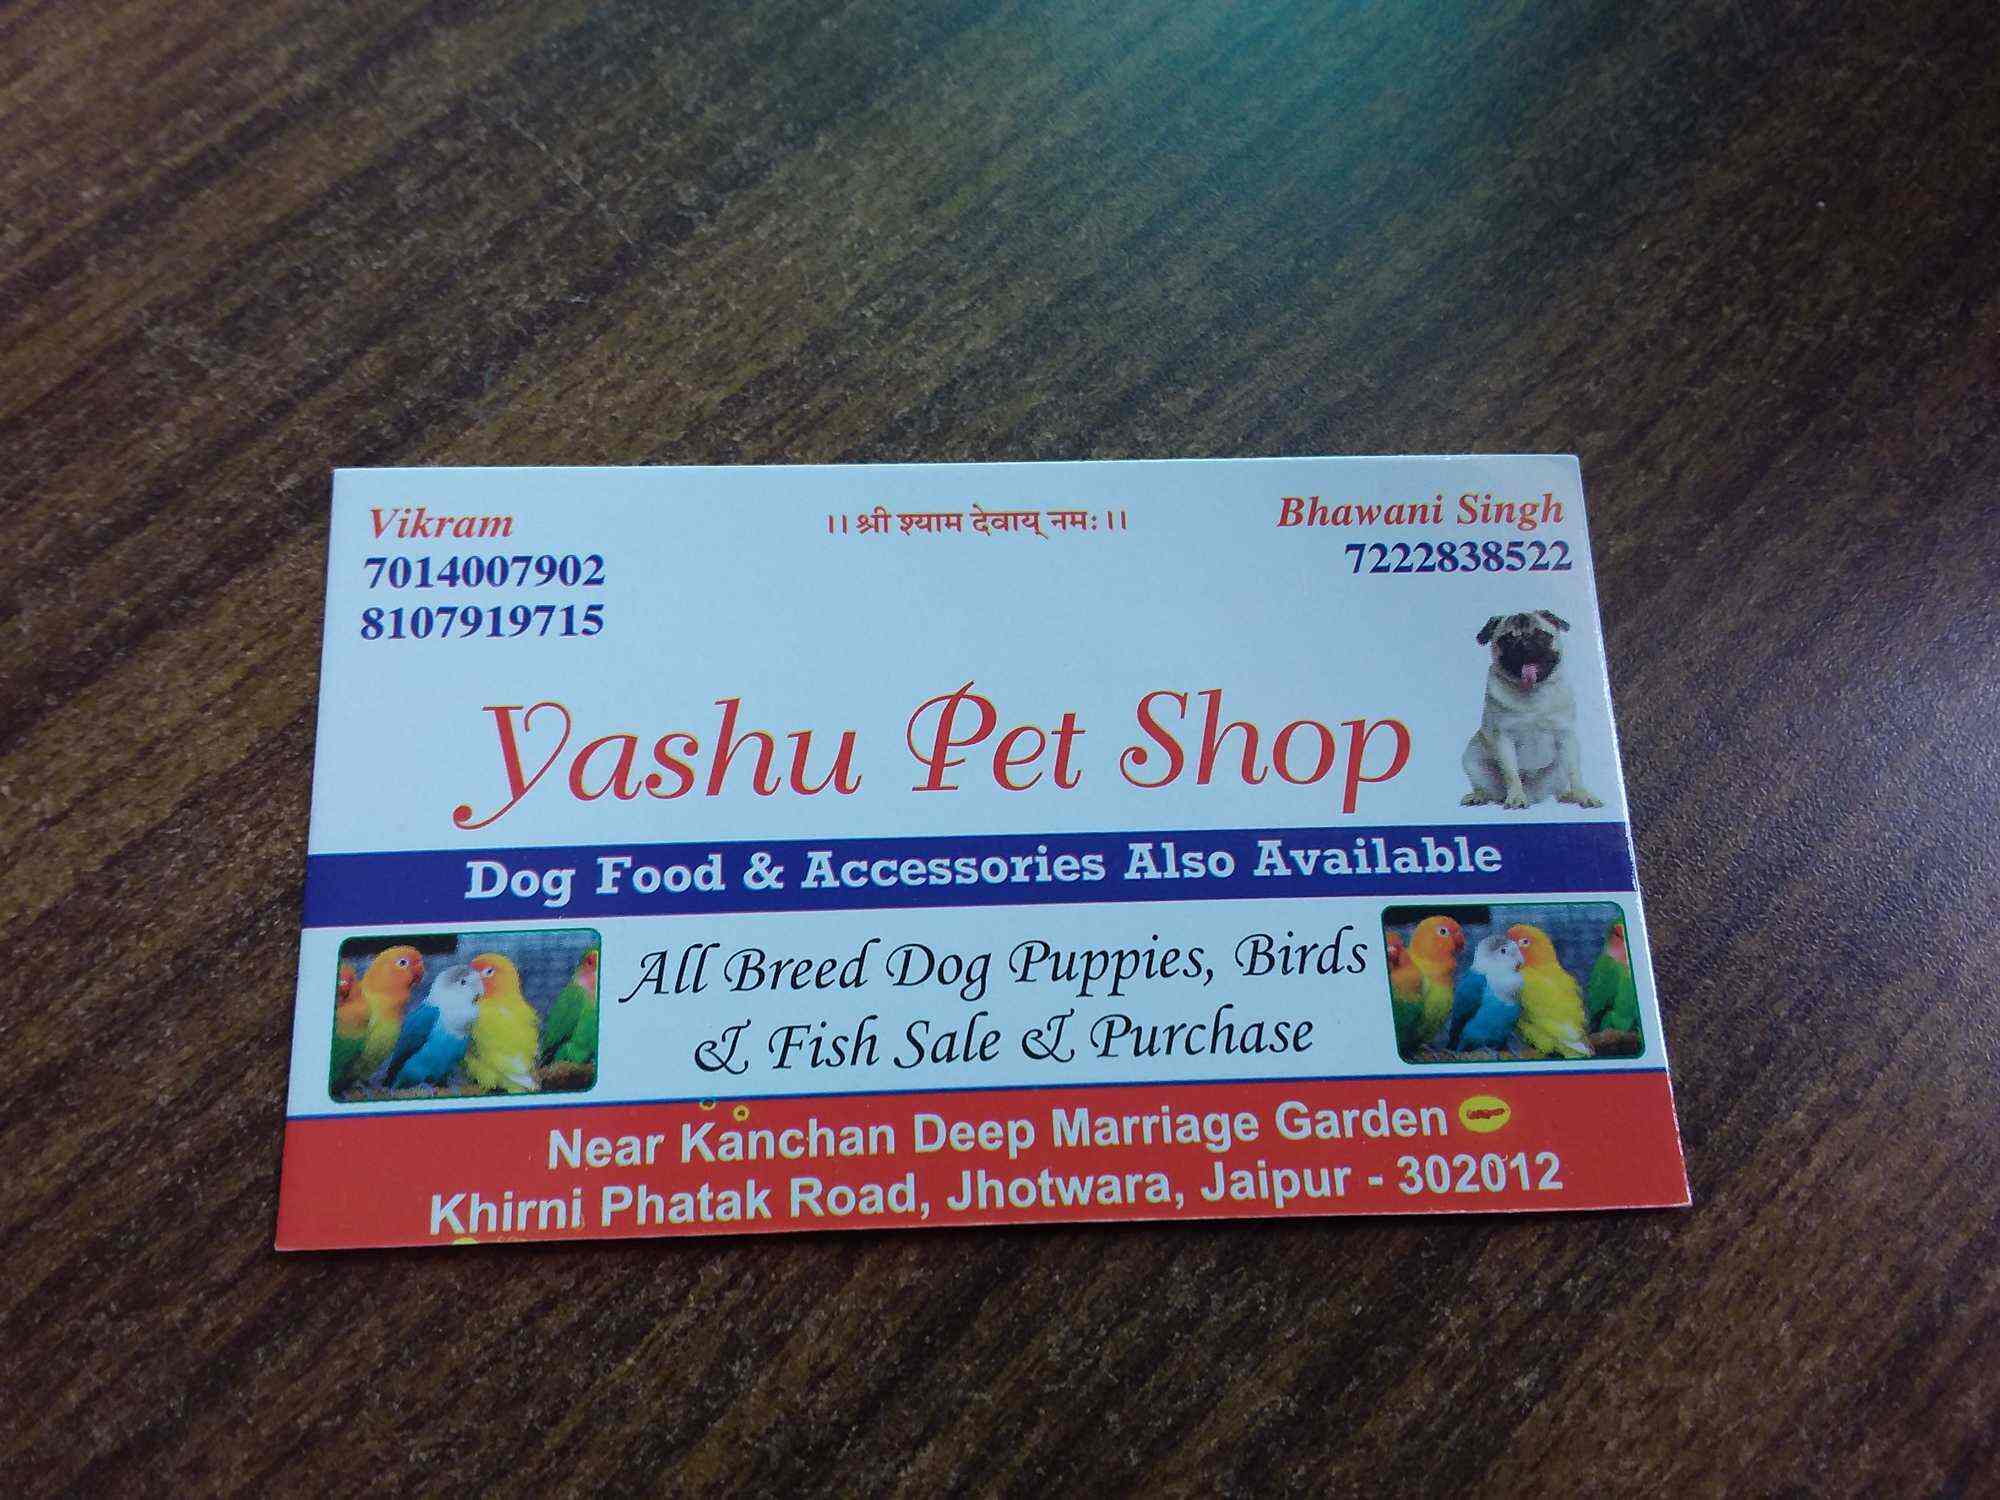 Vikram
7014007902
8107919715
।। श्री श्याम देवाय् नमः ।।
Bhawani Singh
7222838522
Yashu Pet Shop
Dog Food & Accessories Also Available
All Breed Dog Puppies, Birds
& Fish Sale & Purchase
Near Kanchan Deep Marriage Garden
Khirni Phatak Road, Jhotwara, Jaipur - 302012